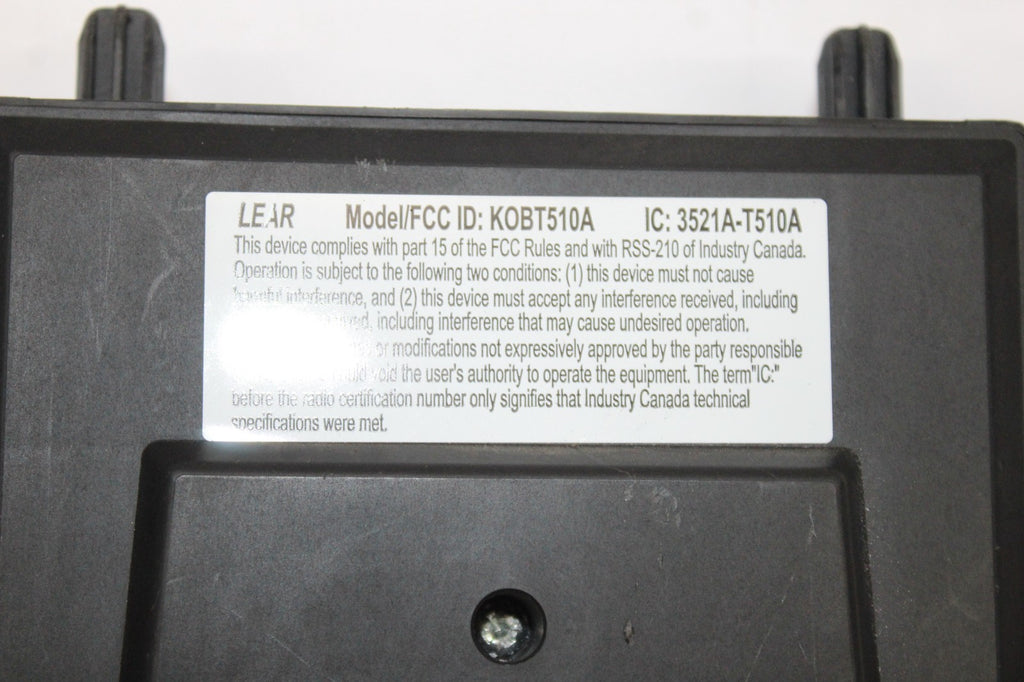 LEAR Model/FCC ID: KOBT510A IC: 3521A-T510A
This device complies with part 15 of the FCC Rules and with RSS-210 of Industry Canada.
Operation is subject to the following two conditions: (1) this device must not cause
harmful interference, and (2) this device must accept any interference received, including
including interference that may cause undesired operation.
or modifications not expressively approved by the party responsible
void the user's authority to operate the equipment. The term"IC:"
before the radio certification number only signifies that Industry Canada technical
specifications were met.